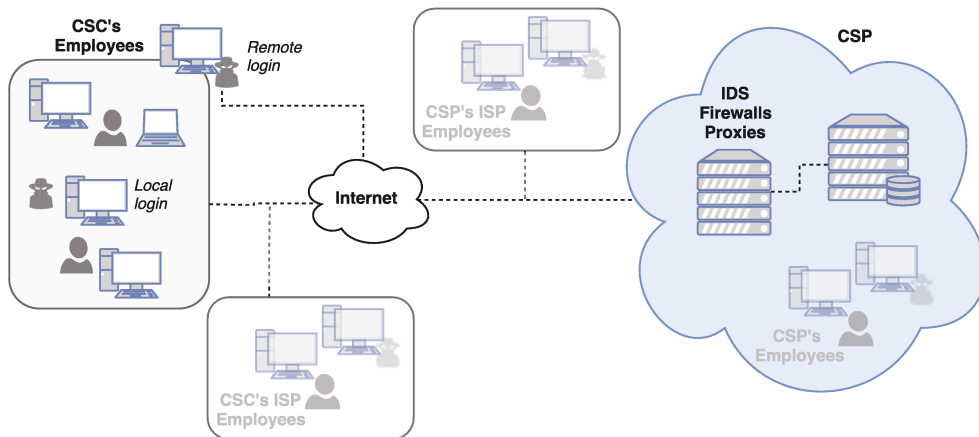 CSC's
Employees
Remote
login
Local
login
Internet
CSP's ISP
Employees
CSC's ISP
Employees
CSP
IDS
Firewalls
Proxies
CSP's
Employees